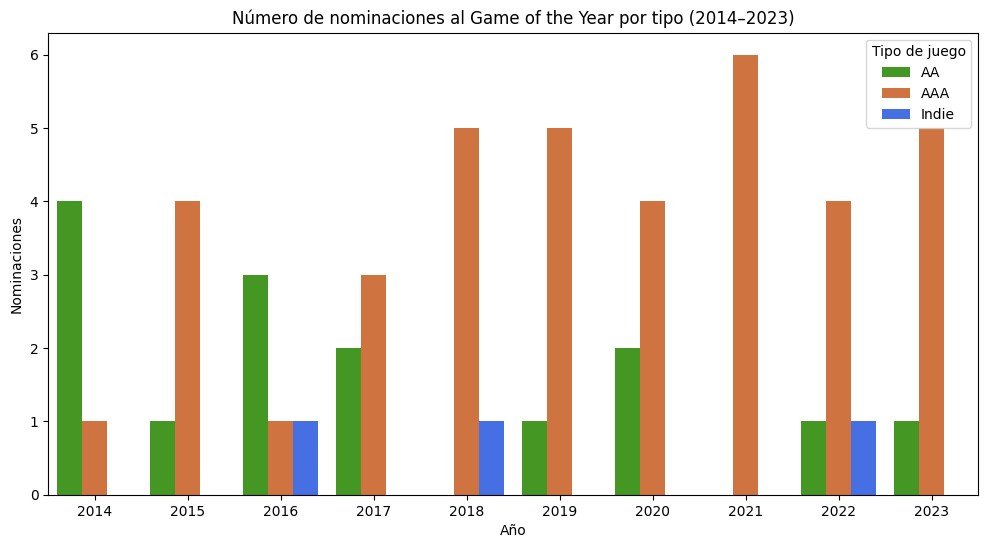 Número de nominaciones al Game of the Year por tipo (2014–2023)
Tipo de juego
AA
AAA
Indie
Nominaciones
6
5
4
3
2
1
0
2014 2015 2016 2017 2018 2019 2020 2021 2022 2023
Año